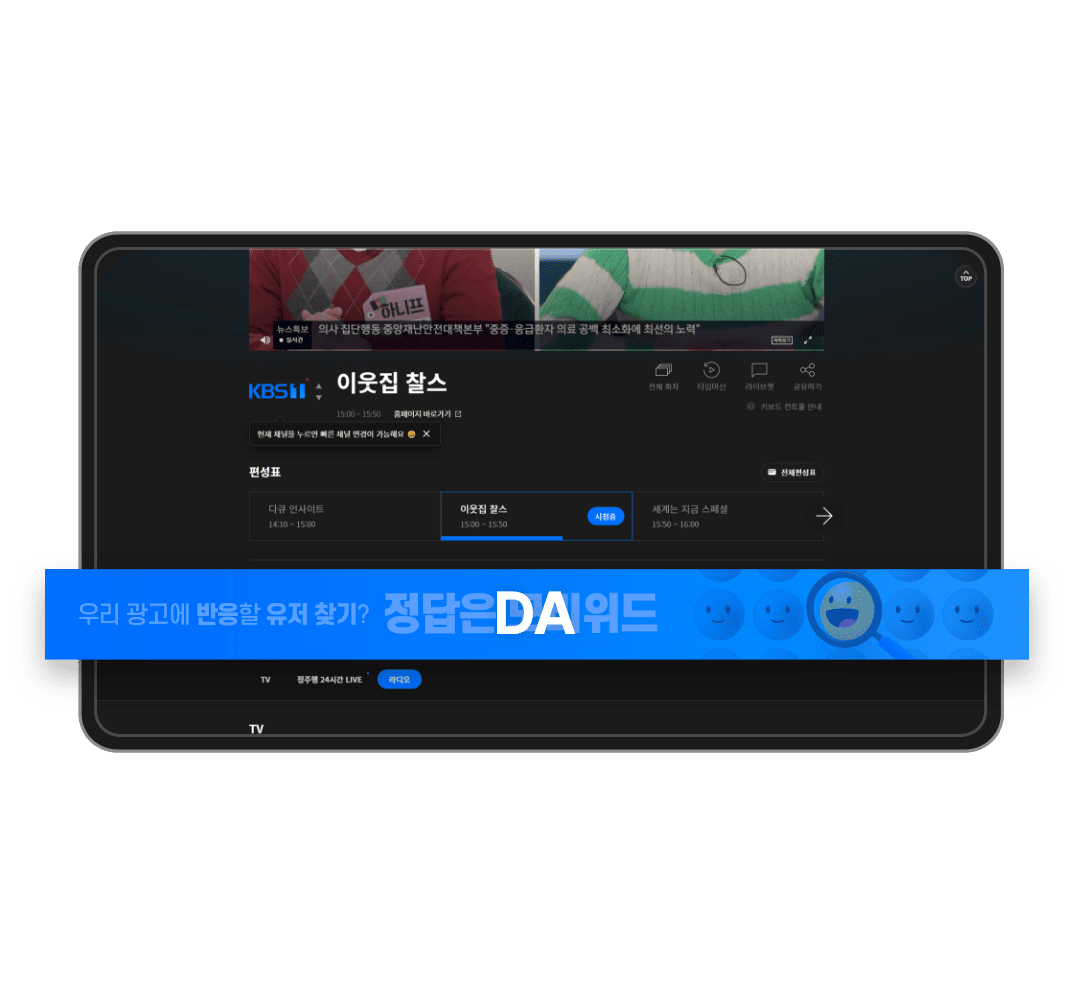 TOP
하니프
뉴스특보 의사 집단행동 중앙재난안전대책본부 "중증·응급환자 의료 공백 최소화에 최선의 노력"
실시간
KBS 1
이웃집 찰스
15:00 ~ 15:50 홈페이지 바로가기
전체 회차 타임머신 라이브챗 공유하기
키보드 컨트롤 안내
현재 채널을 누르면 빠른 채널 변경이 가능해요
편성표
전체편성표
다큐 인사이트
14:10 ~ 15:00
이웃집 찰스
15:00 ~ 15:50
시청중
세계는 지금 스페셜
15:50 ~ 16:00
우리 광고에 반응할 유저 찾기? 정답은 위드
DA
TV 정주행 24시간 LIVE 라디오
TV